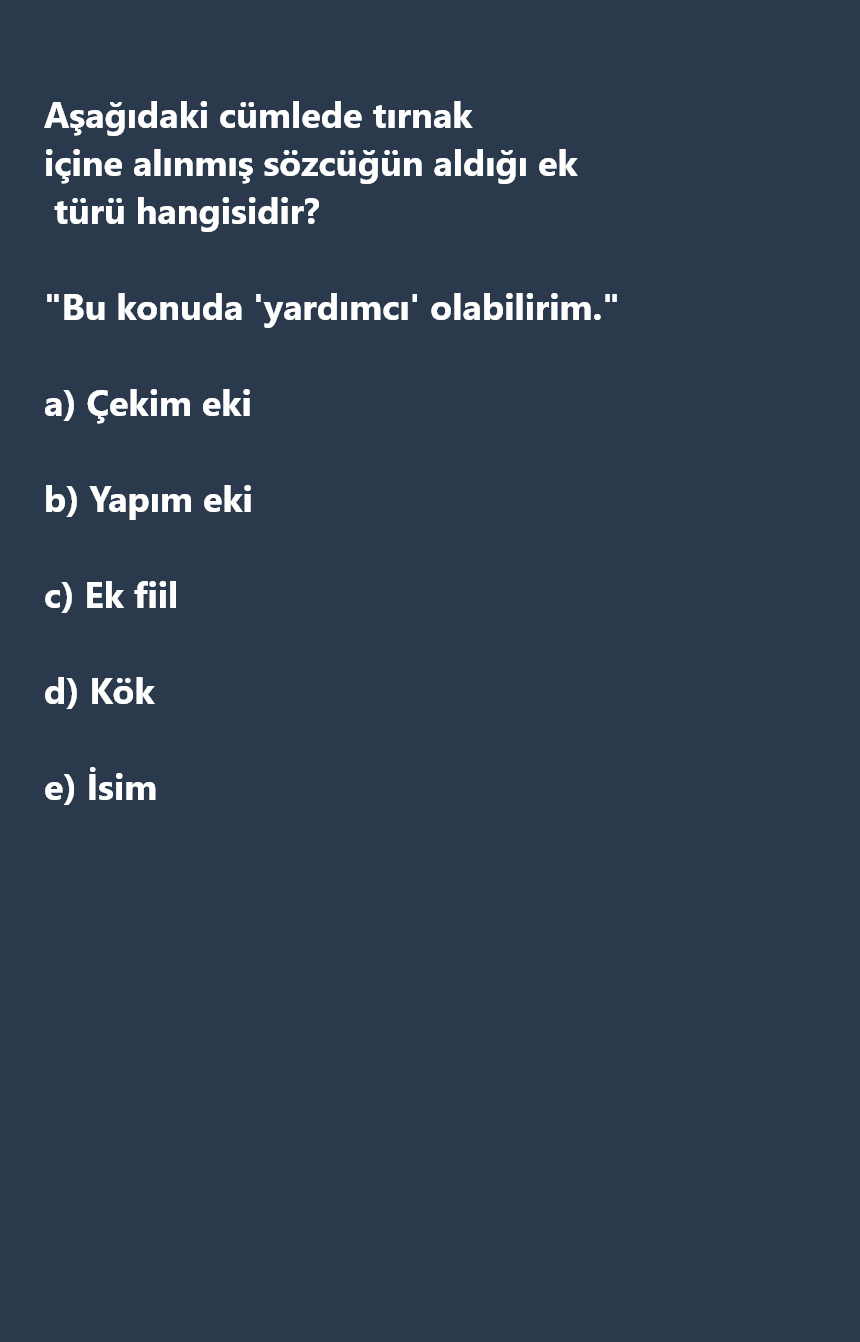 Aşağıdaki cümlede tırnak
içine alınmış sözcüğün aldığı ek
türü hangisidir?
"Bu konuda 'yardımcı' olabilirim."
a) Çekim eki
b) Yapım eki
c) Ek fiil
d) Kök
e) İsim